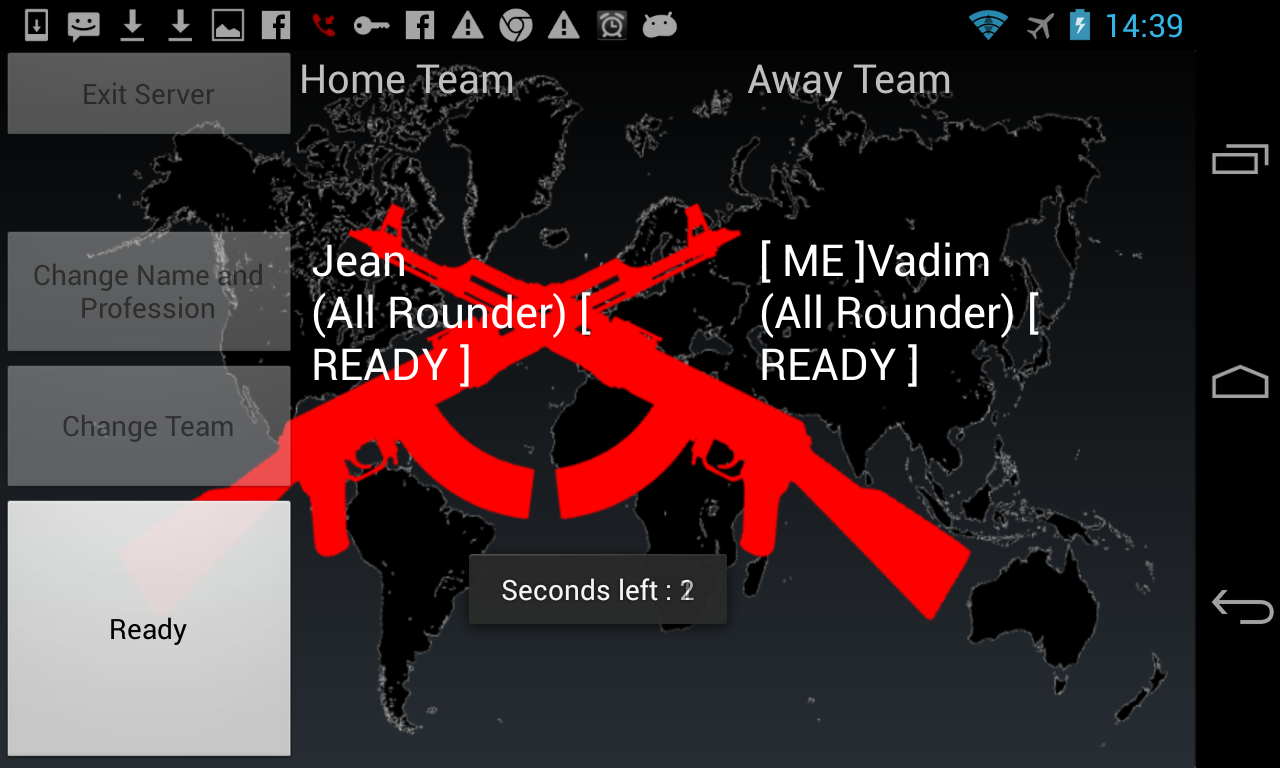 14:39
Exit Server
Home Team
Away Team
Change Name and
Profession
Jean
(All Rounder) [
READY ]
[ ME ]Vadim
(All Rounder) [
READY ]
Change Team
Seconds left :
Ready